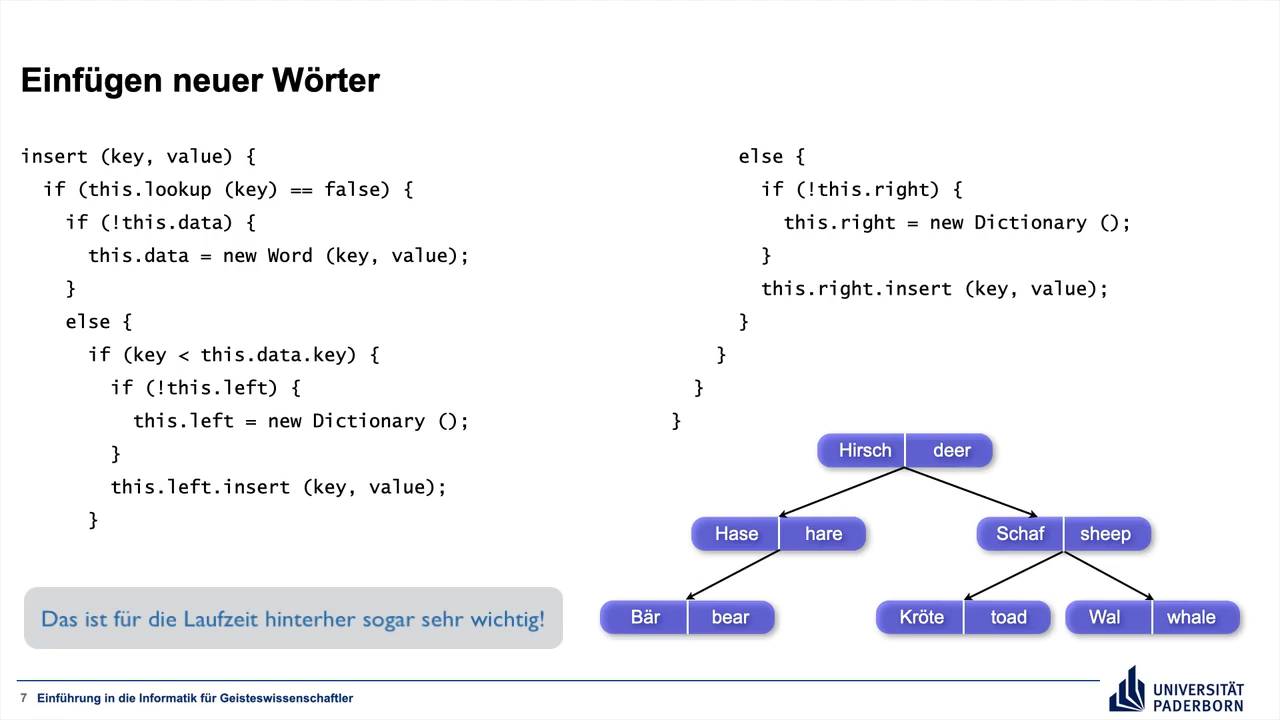 Einfügen neuer Wörter
insert (key, value) {
if (this.lookup (key) == false) {
if (!this.data) {
this.data = new Word (key, value);
}
else {
if (key < this.data.key) {
if (!this.left) {
this.left = new Dictionary ();
}
this.left.insert (key, value);
}
else {
if (!this.right) {
this.right = new Dictionary ();
}
this.right.insert (key, value);
}
}
}
}
Hirsch deer
Hase hare
Schaf sheep
Bär bear
Kröte toad
Wal whale
Das ist für die Laufzeit hinterher sogar sehr wichtig!
7 Einführung in die Informatik für Geisteswissenschaftler
UNIVERSITÄT
PADERBORN